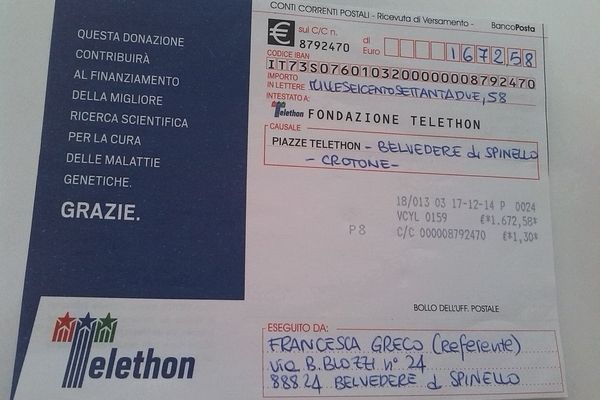 QUESTA DONAZIONE
CONTRIBUIRÀ
AL FINANZIAMENTO
DELLA MIGLIORE
RICERCA SCIENTIFICA
PER LA CURA
DELLE MALATTIE
GENETICHE.
GRAZIE.
Telethon
CONTI CORRENTI POSTALI - Ricevuta di Versamento - BancoPosta
€ sul C/C n. 8792470 di Euro 167258
CODICE IBAN
IT73S0760103200000008792470
IMPORTO IN LETTERE MILLESEICENTOSETTANTADUE,58
INTESTATO A:
Telethon FONDAZIONE TELETHON
CAUSALE
PIAZZE TELETHON - BELVEDERE di SPINELLO
- CROTONE -
18/013 03 17-12-14 P 0024
VCYL 0159 €*1.672,58*
P8 C/C 000008792470 €*1,30*
BOLLO DELL'UFF. POSTALE
ESEGUITO DA:
FRANCESCA GRECO (Referente)
via B. BLOTTI n° 24
88824 BELVEDERE di SPINELLO